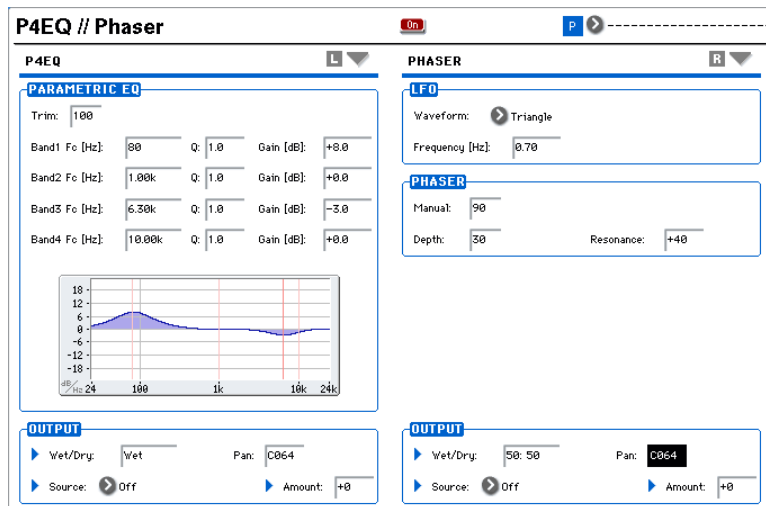 P4EQ // Phaser On P
P4EQ L
PARAMETRIC EQ
Trim: 100
Band1 Fc [Hz]: 80 Q: 1.0 Gain [dB]: +8.0
Band2 Fc [Hz]: 1.00k Q: 1.0 Gain [dB]: +0.0
Band3 Fc [Hz]: 6.30k Q: 1.0 Gain [dB]: -3.0
Band4 Fc [Hz]: 10.00k Q: 1.0 Gain [dB]: +0.0
18
12
6
0
-6
-12
-18
dB/Hz 24 100 1k 10k 24k
OUTPUT
Wet/Dry: Wet Pan: C064
Source: Off Amount: +0
PHASER R
LFO
Waveform: Triangle
Frequency [Hz]: 0.70
PHASER
Manual: 90
Depth: 30 Resonance: +40
OUTPUT
Wet/Dry: 50: 50 Pan: C064
Source: Off Amount: +0